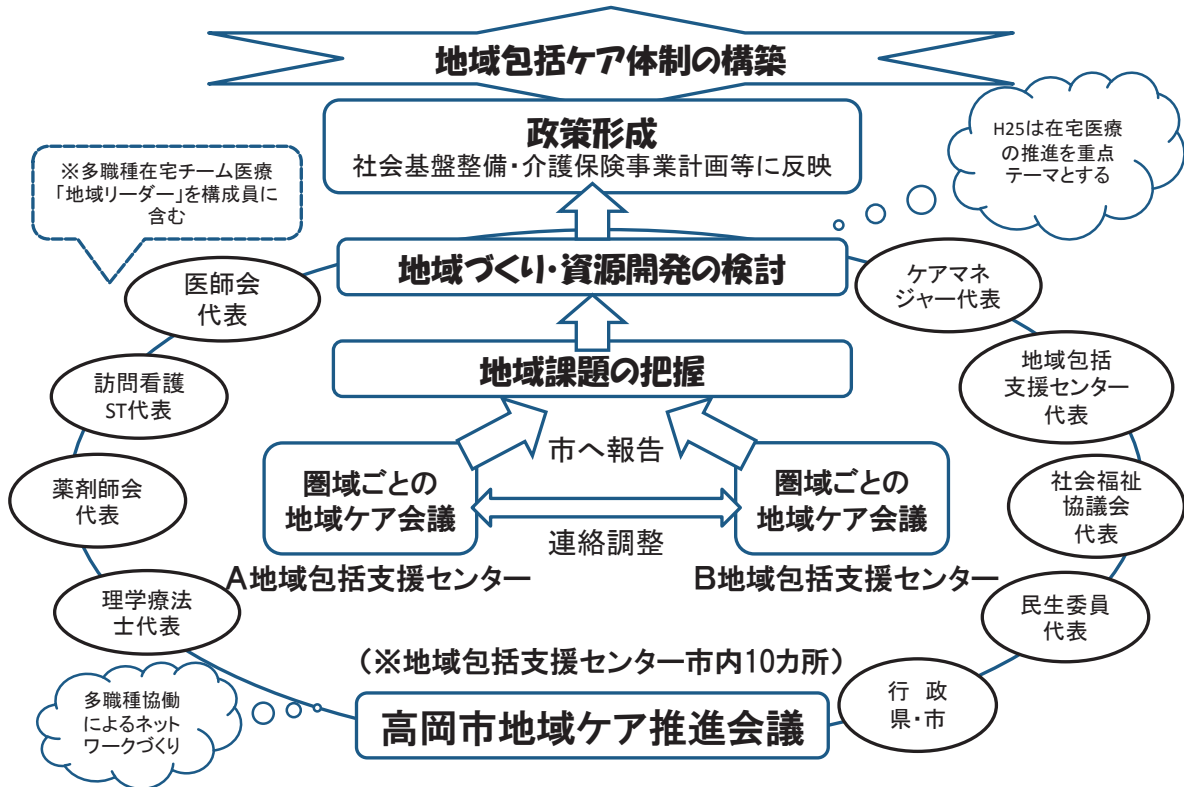 地域包括ケア体制の構築
政策形成
社会基盤整備・介護保険事業計画等に反映
H25は在宅医療
の推進を重点
テーマとする
※多職種在宅チーム医療
「地域リーダー」を構成員に
含む
地域づくり・資源開発の検討
医師会
代表
ケアマネ
ジャー代表
地域課題の把握
訪問看護
ST代表
地域包括
支援センター
代表
市へ報告
圏域ごとの
地域ケア会議
圏域ごとの
地域ケア会議
連絡調整
薬剤師会
代表
社会福祉
協議会
代表
A地域包括支援センター
B地域包括支援センター
理学療法
士代表
民生委員
代表
(※地域包括支援センター市内10カ所)
多職種協働
によるネット
ワークづくり
高岡市地域ケア推進会議
行　政
県・市